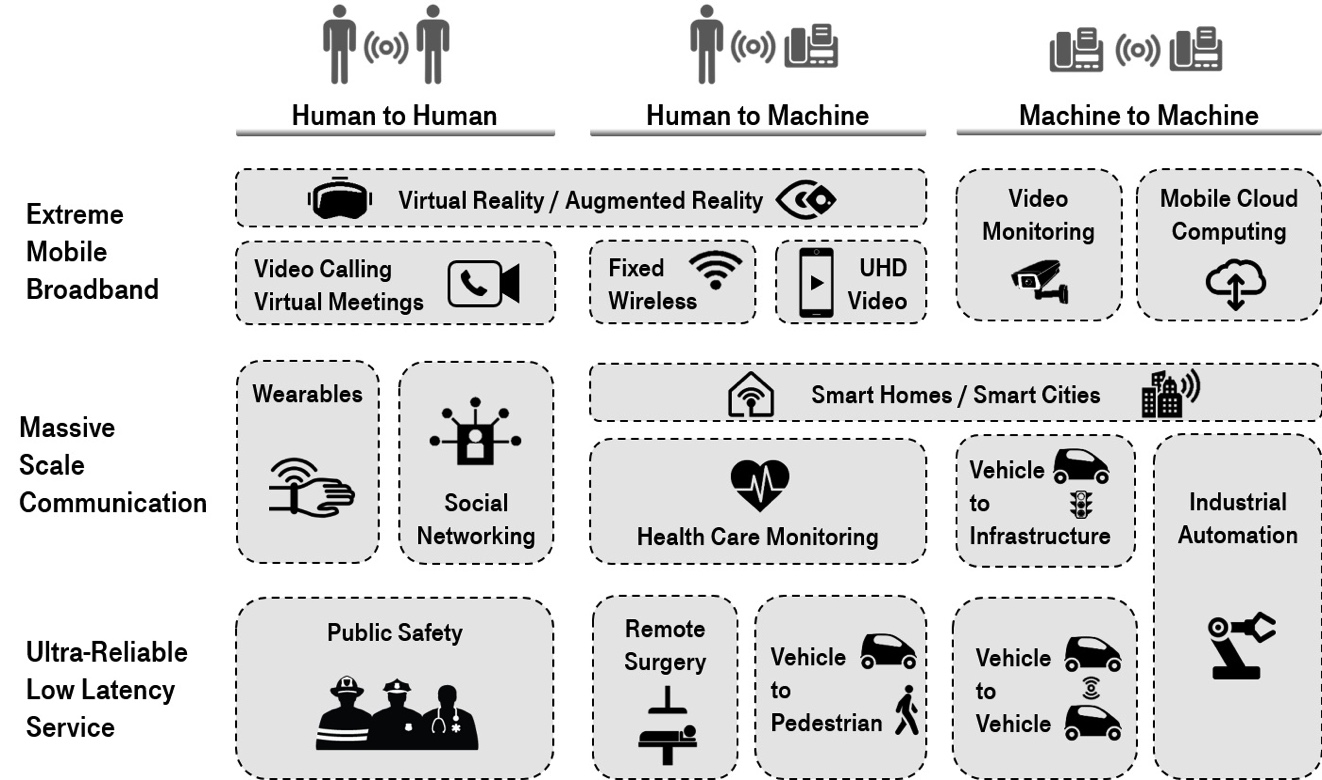 Human to Human
Human to Machine
Machine to Machine
Extreme
Mobile
Broadband
Virtual Reality / Augmented Reality
Video Calling
Virtual Meetings
Fixed
Wireless
UHD
Video
Video
Monitoring
Mobile Cloud
Computing
Massive
Scale
Communication
Wearables
Social
Networking
Smart Homes / Smart Cities
Health Care Monitoring
Vehicle
to
Infrastructure
Industrial
Automation
Ultra-Reliable
Low Latency
Service
Public Safety
Remote
Surgery
Vehicle
to
Pedestrian
Vehicle
to
Vehicle